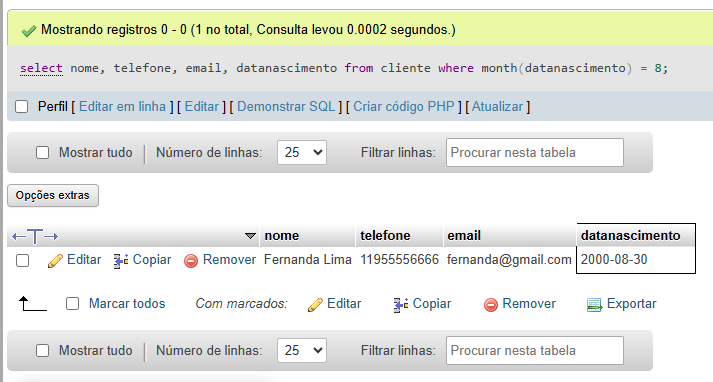 Mostrando registros 0 - 0 (1 no total, Consulta levou 0.0002 segundos.)
select nome, telefone, email, datanascimento from cliente where month(datanascimento) = 8;
Perfil [ Editar em linha ] [ Editar ] [ Demonstrar SQL ] [ Criar código PHP ] [ Atualizar ]
Mostrar tudo Número de linhas: 25 Filtrar linhas: Procurar nesta tabela
Opções extras
nome telefone email datanascimento
Editar Copiar Remover Fernanda Lima 11955556666 fernanda@gmail.com 2000-08-30
Marcar todos Com marcados: Editar Copiar Remover Exportar
Mostrar tudo Número de linhas: 25 Filtrar linhas: Procurar nesta tabela